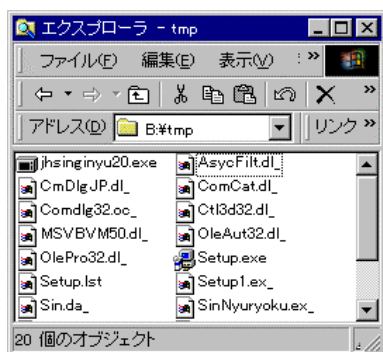 エクスプローラ - tmp
ファイル(F) 編集(E) 表示(V) : »
»
アドレス(D) B:¥tmp リンク »
jhsinginyu20.exe AsycFilt.dl_
CmDlgJP.dl_ ComCat.dl_
Comdlg32.oc_ Ctl3d32.dl_
MSVBVM50.dl_ OleAut32.dl_
OlePro32.dl_ Setup.exe
Setup.lst Setup1.ex_
Sin.da_ SinNyuryoku.ex_
20 個のオブジェクト